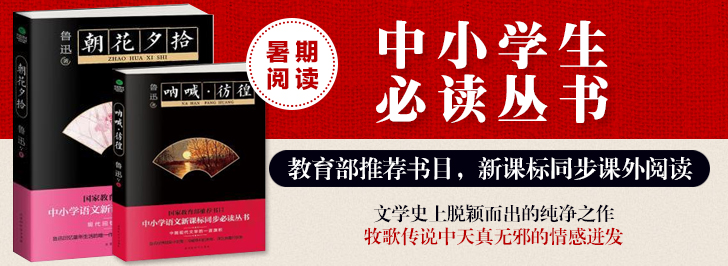 鲁迅 著
朝花夕拾
ZHAO HUA XI SHI
朝花夕拾
鲁迅
国家教育部
中小学语文新课标
鲁迅 著
呐喊·彷徨
NA HAN PANG HUANG
呐喊·彷徨
鲁迅
国家教育部推荐书目
中小学语文新课标同步必读丛书
暑期
阅读
中小学生
必读丛书
教育部推荐书目，新课标同步课外阅读
文学史上脱颖而出的纯净之作
牧歌传说中天真无邪的情感迸发